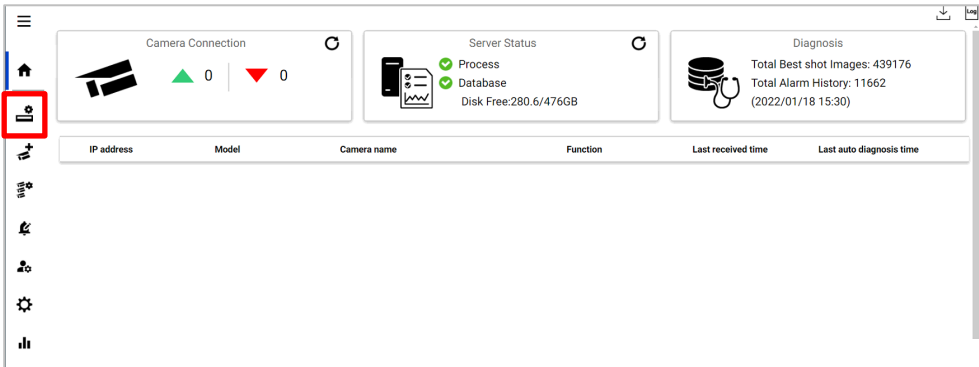 Log
Camera Connection
0
0
Server Status
Process
Database
Disk Free:280.6/476GB
Diagnosis
Total Best shot Images: 439176
Total Alarm History: 11662
(2022/01/18 15:30)
IP address Model Camera name Function Last received time Last auto diagnosis time